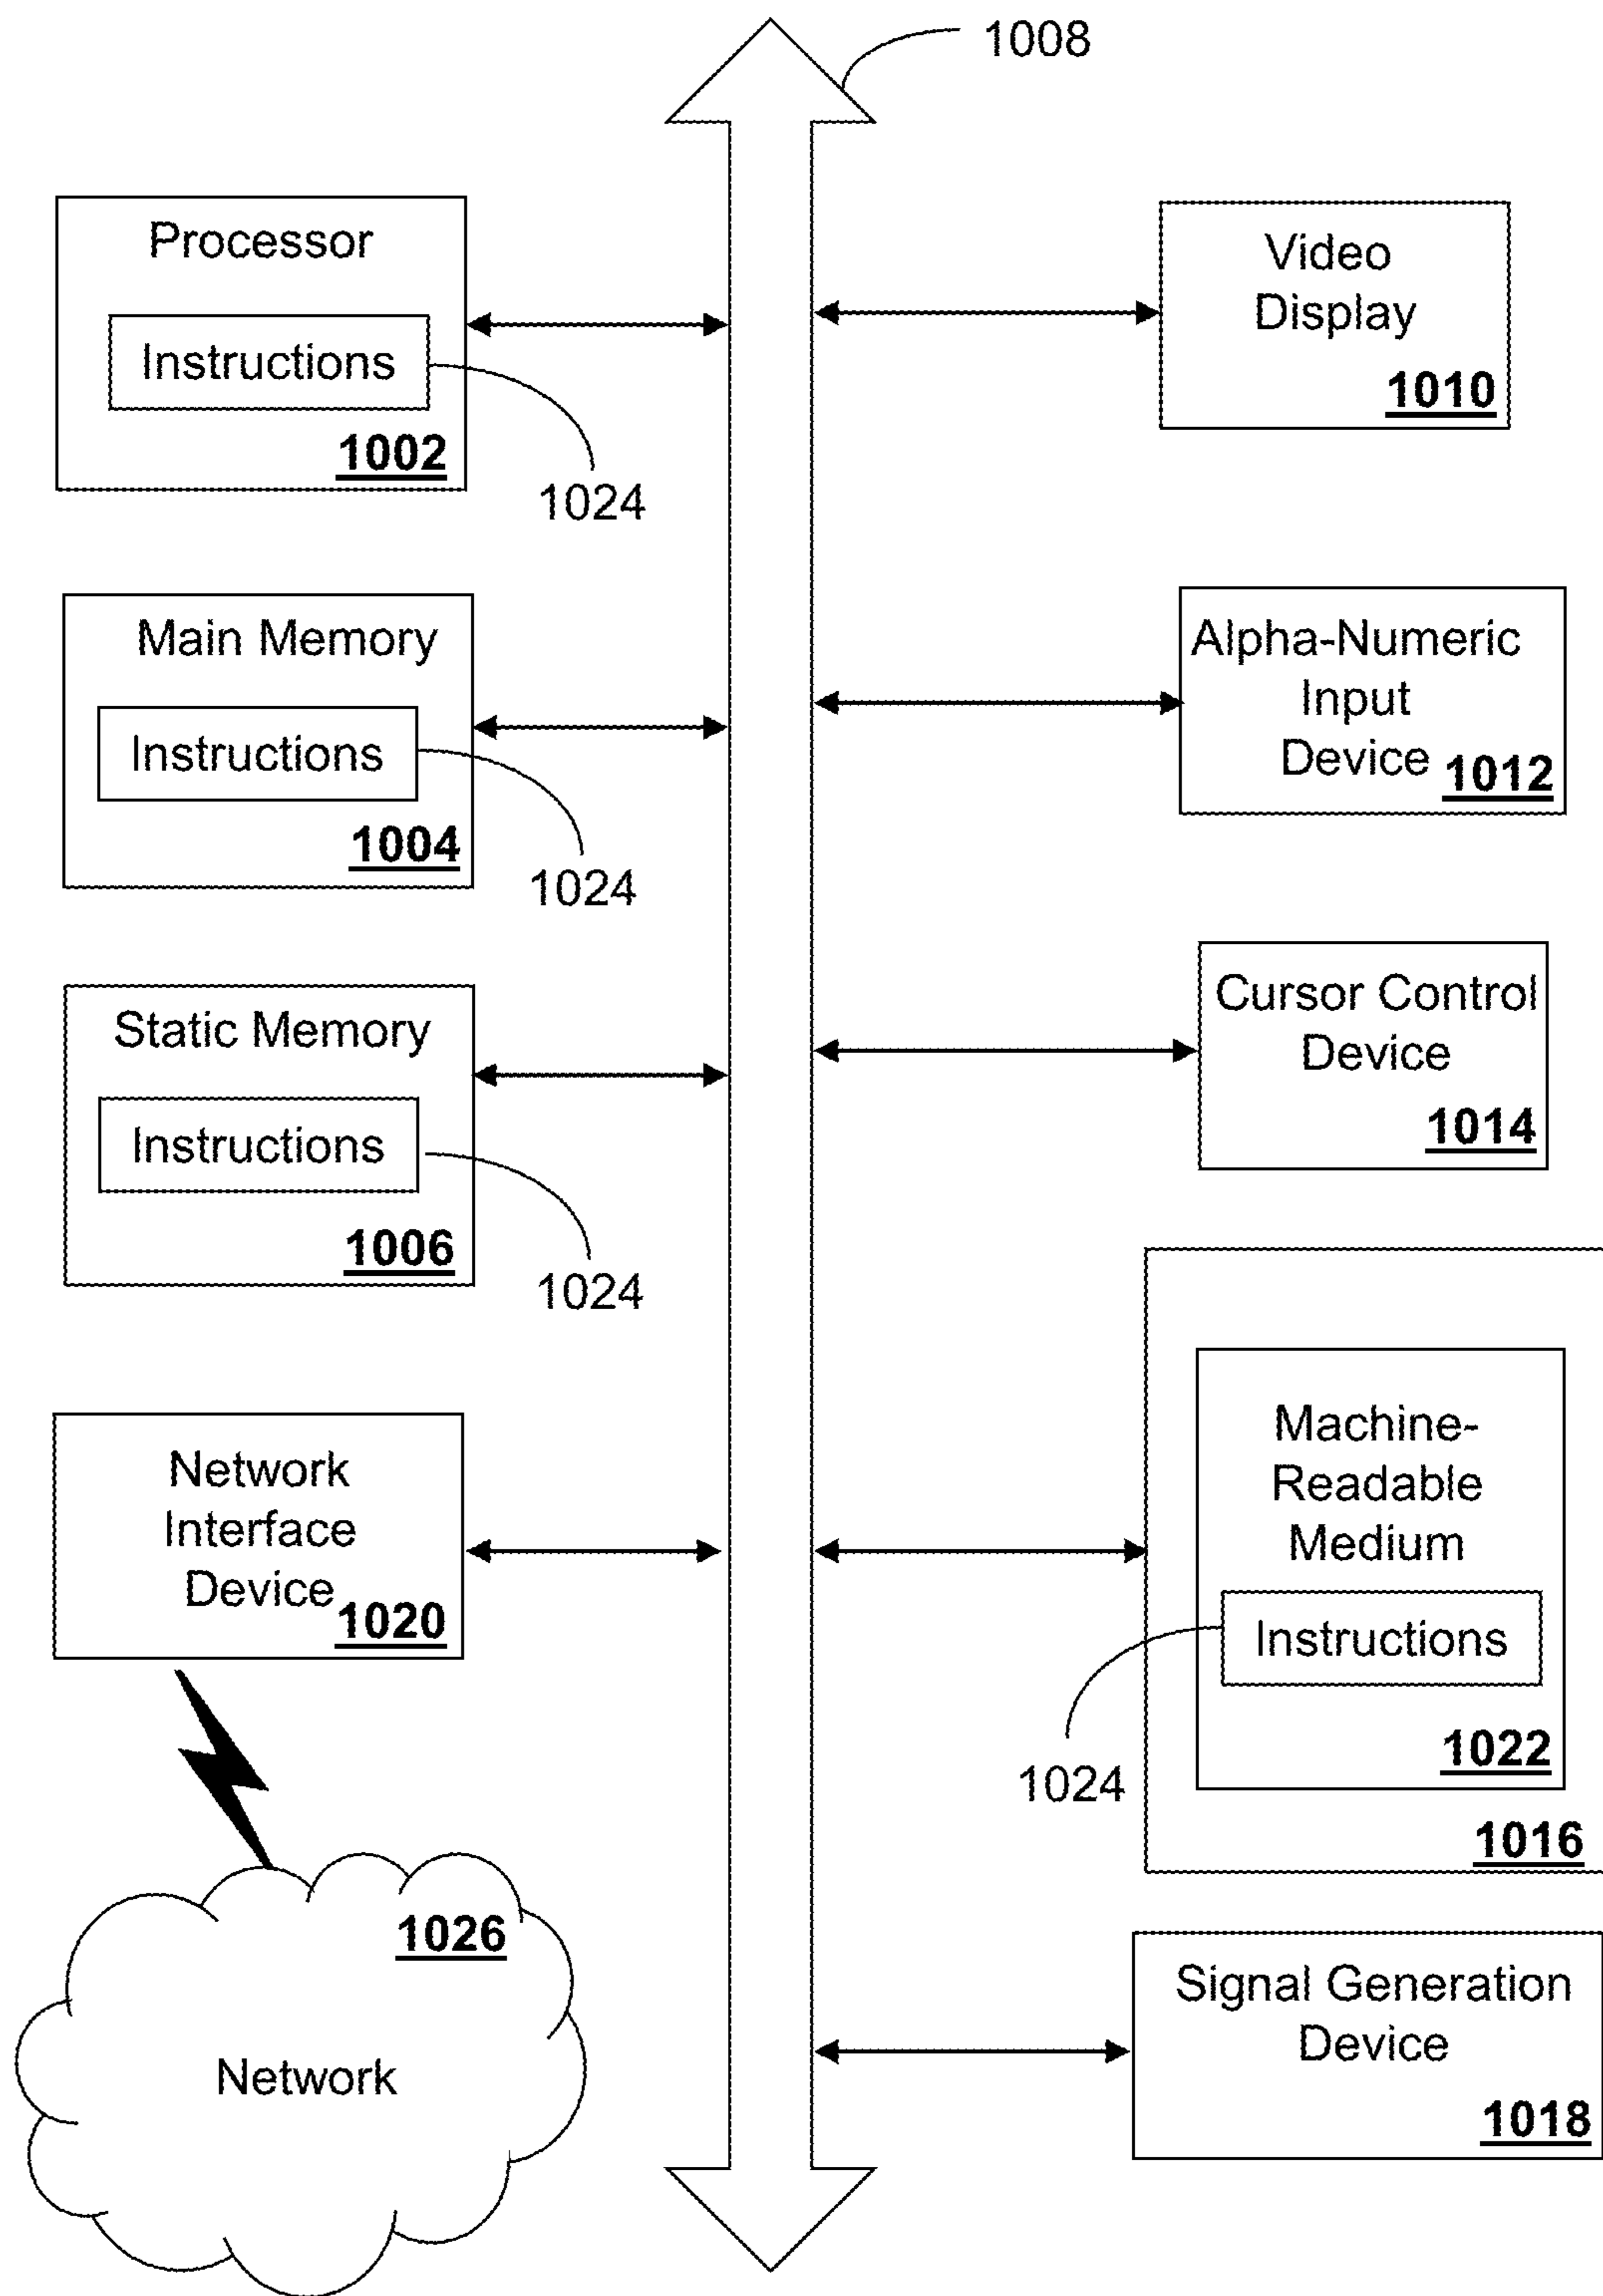 1008
Processor
Instructions
1002
1024
Main Memory
Instructions
1004
1024
Static Memory
Instructions
1006
1024
Network
Interface
Device
1020
1026
Network
Video
Display
1010
Alpha-Numeric
Input
Device
1012
Cursor Control
Device
1014
Machine-
Readable
Medium
Instructions
1022
1024
1016
Signal Generation
Device
1018